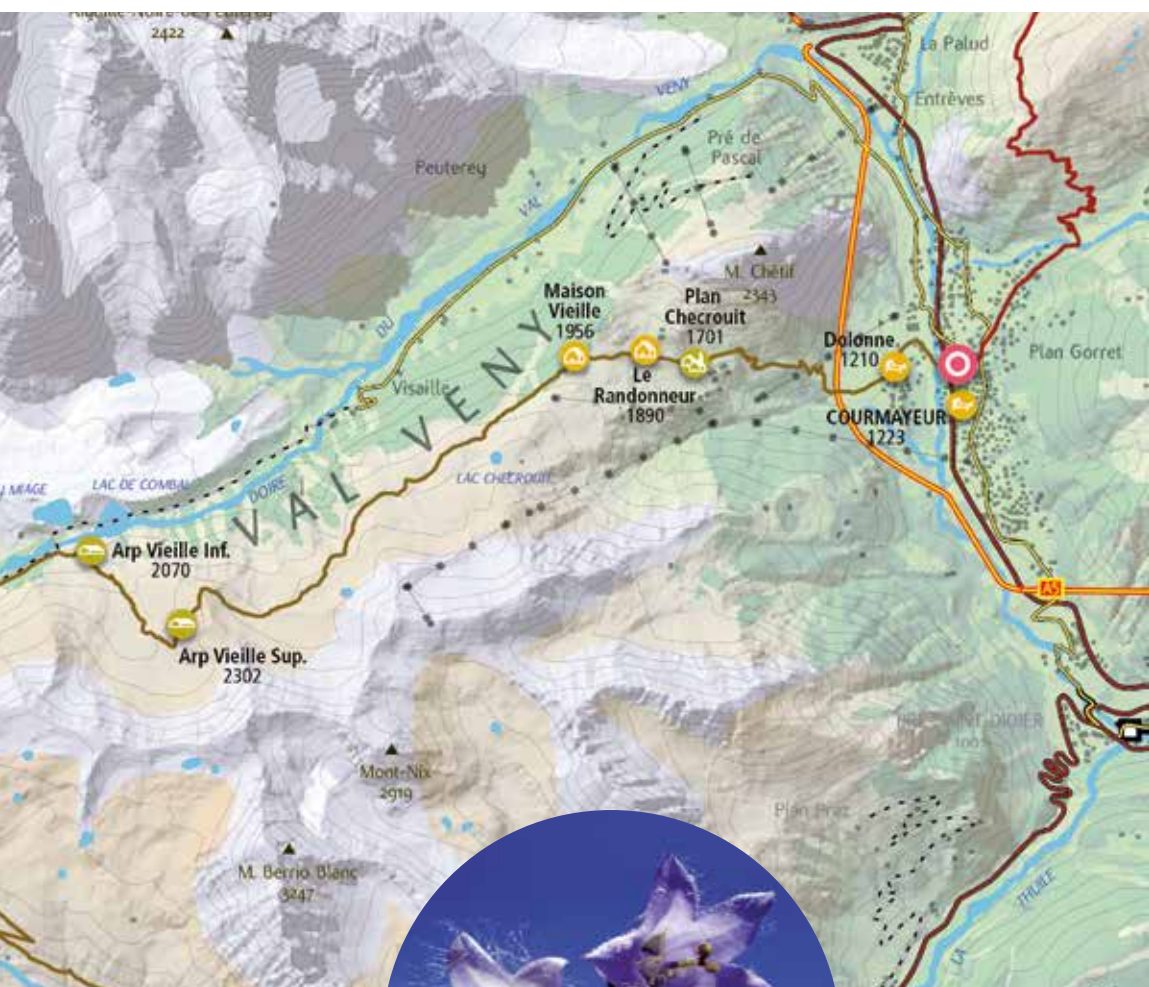 2422
La Palud
VENY
Entrèves
Pré de
Pascal
Peuterey
VAL
M. Chétif
2343
Maison
Vieille
1956
Plan
Checrouit
1701
DU
Dolonne
1210
Plan Gorret
Visaille
Le
Randonneur
1890
COURMAYEUR
1223
VAL VENY
LAC CHECROUIT
MIAGE
LAC DE COMBAL
DOIRE
Arp Vieille Inf.
2070
A5
Arp Vieille Sup.
2302
DIDIER
Mont-Nix
2919
Plan Praz
M. Berrio Blanc
3247
THUILE
LA